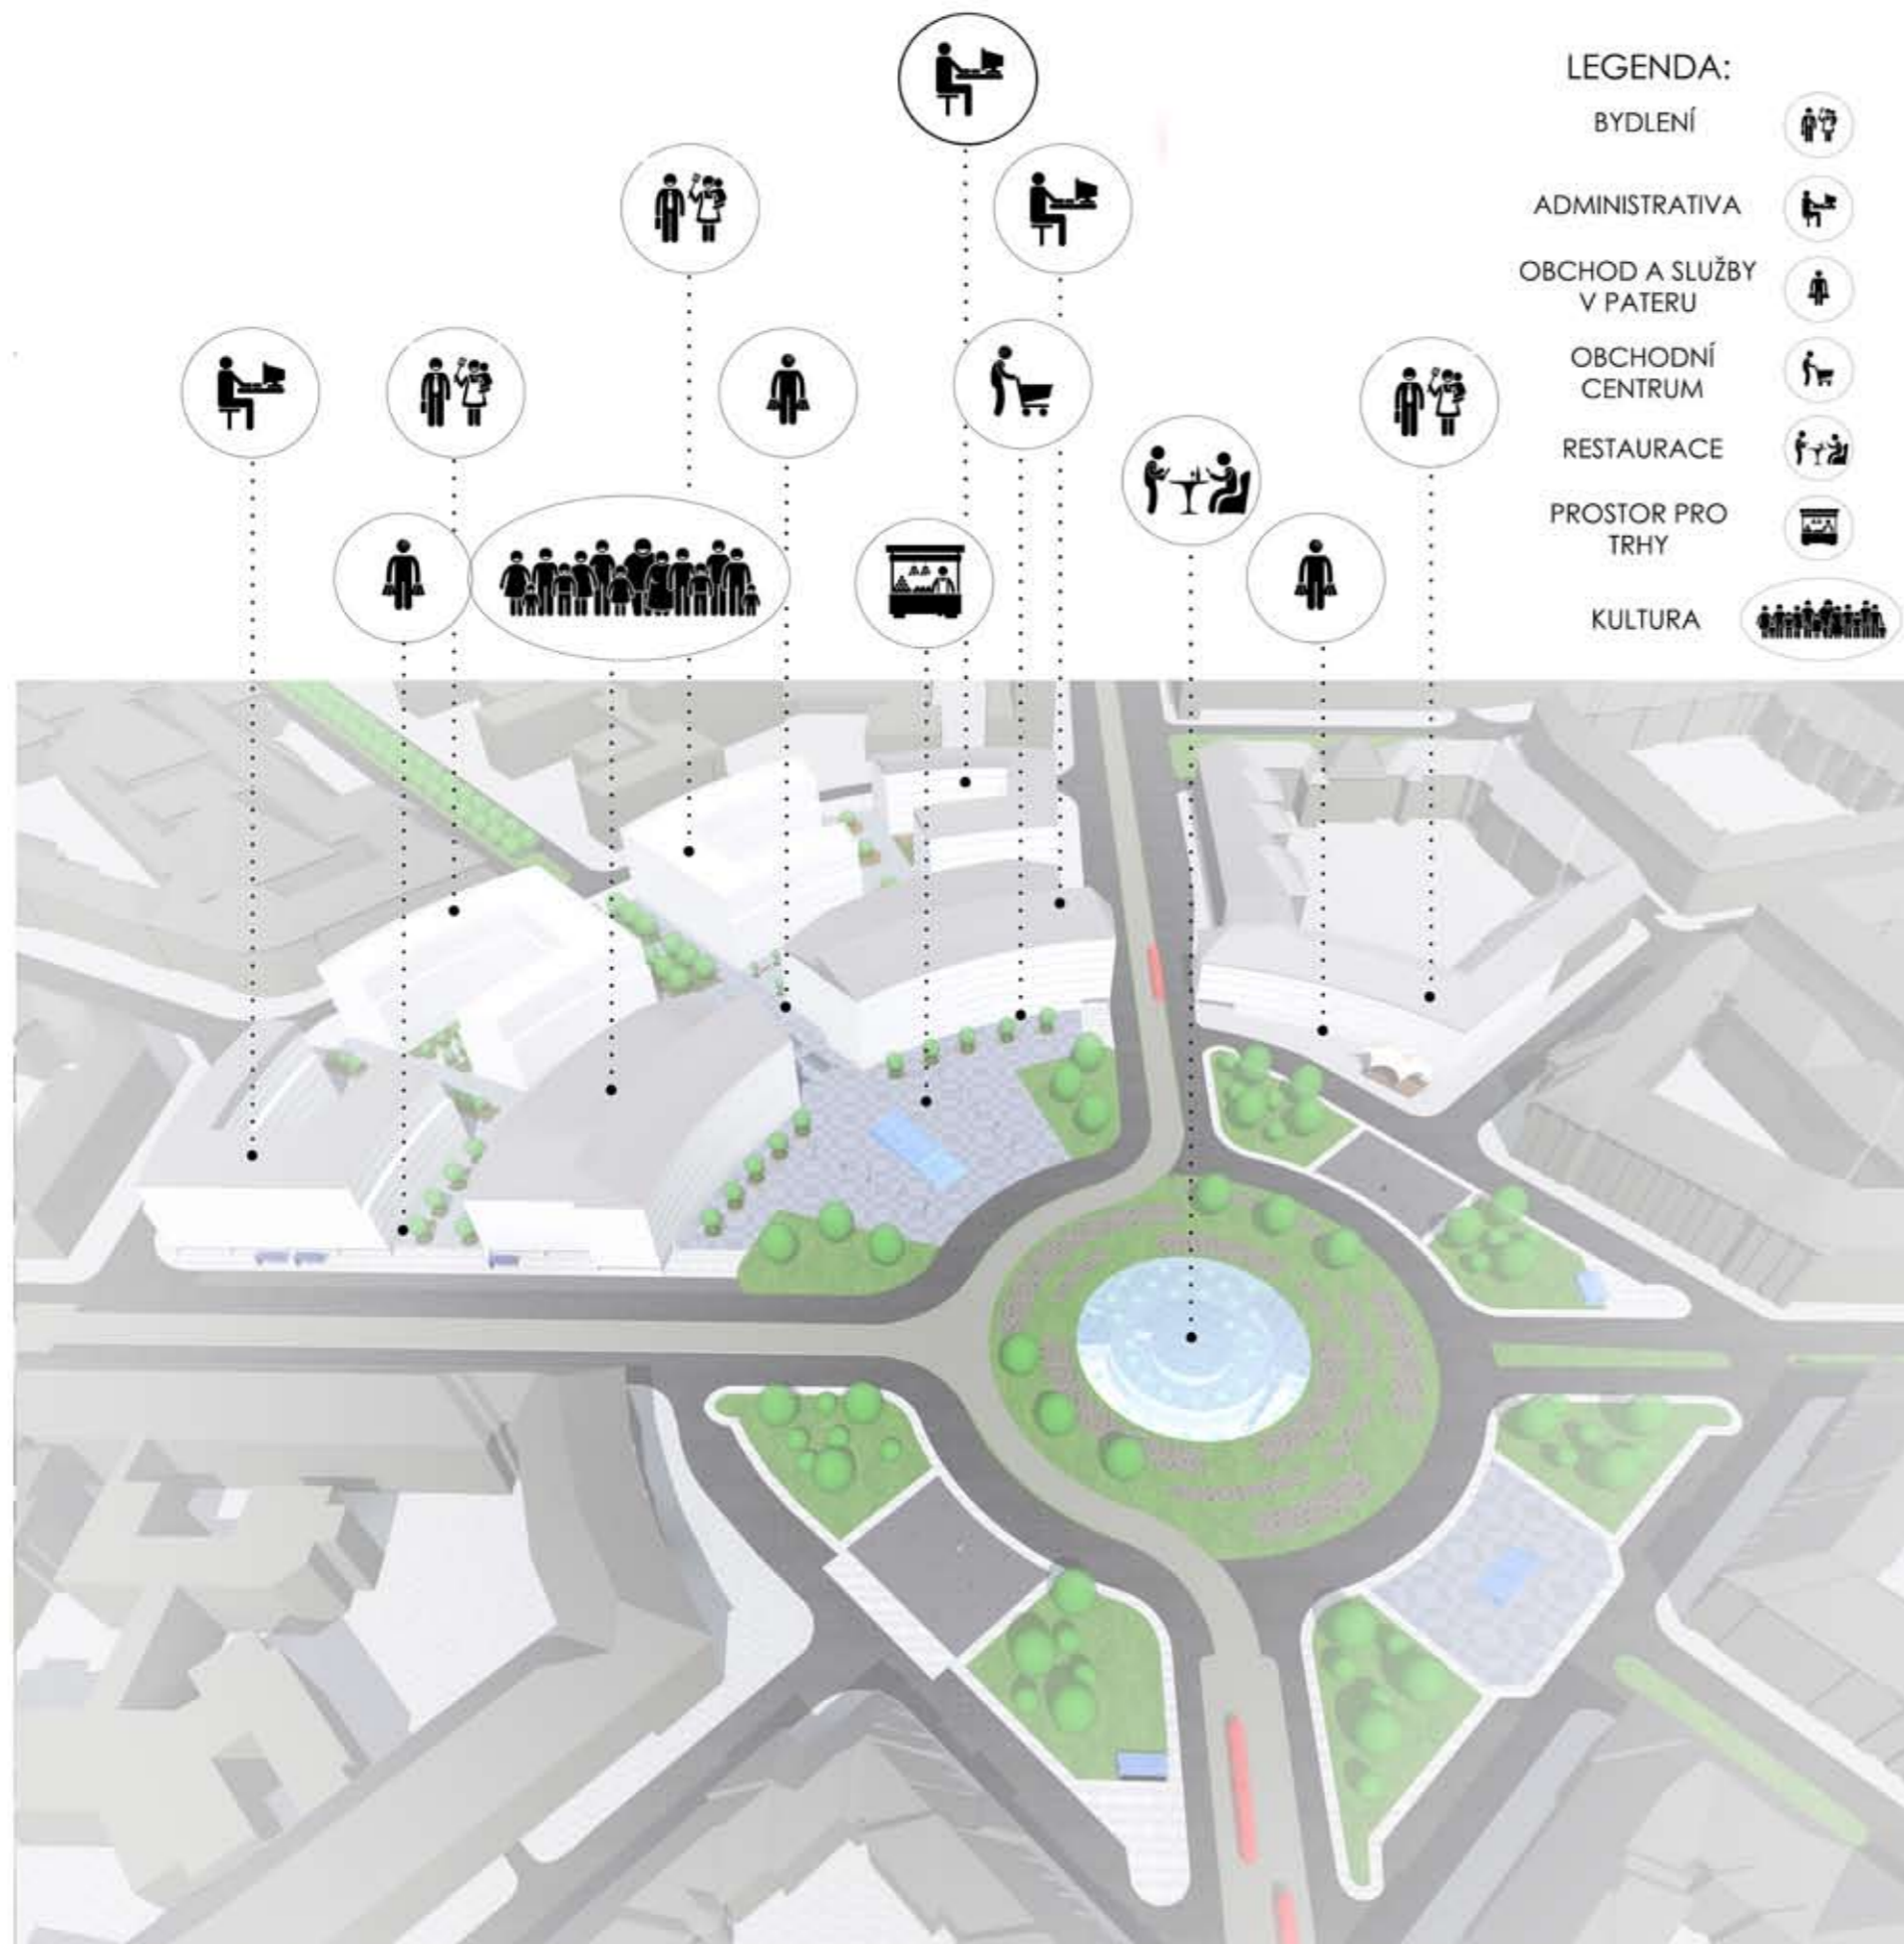 LEGENDA:
BYDLENÍ
ADMINISTRATIVA
OBCHOD A SLUŽBY
V PATERU
OBCHODNÍ
CENTRUM
RESTAURACE
PROSTOR PRO
TRHY
KULTURA